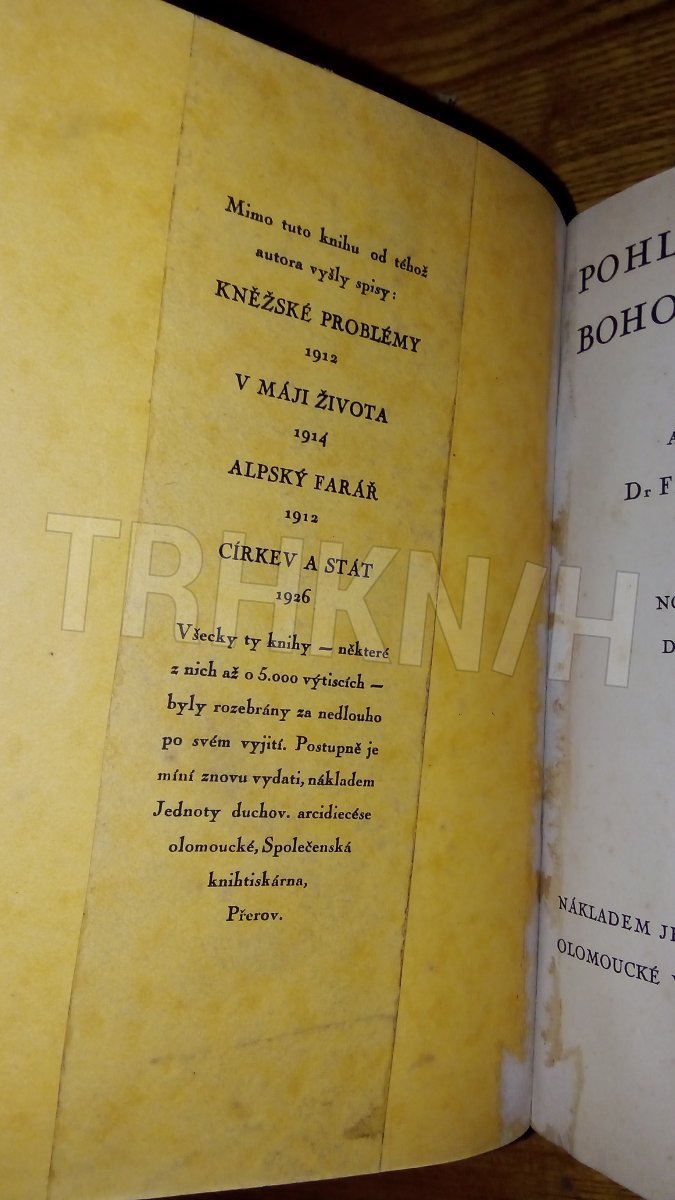 Mimo tuto knihu od téhož
autora vyšly spisy:
KNĚŽSKÉ PROBLÉMY
1912
V MÁJI ŽIVOTA
1914
ALPSKÝ FARÁŘ
1912
CÍRKEV A STÁT
1926
Všecky ty knihy — některé
z nich až o 5.000 výtiscích —
byly rozebrány za nedlouho
po svém vyjití. Postupně je
míní znovu vydati, nákladem
Jednoty duchov. arcidiecése
olomoucké, Společenská
knihtiskárna,
Přerov.
TRHKN/H
POHL
BOHO
A
Dr F
NO
D
NÁKLADEM JE
OLOMOUCKÉ V